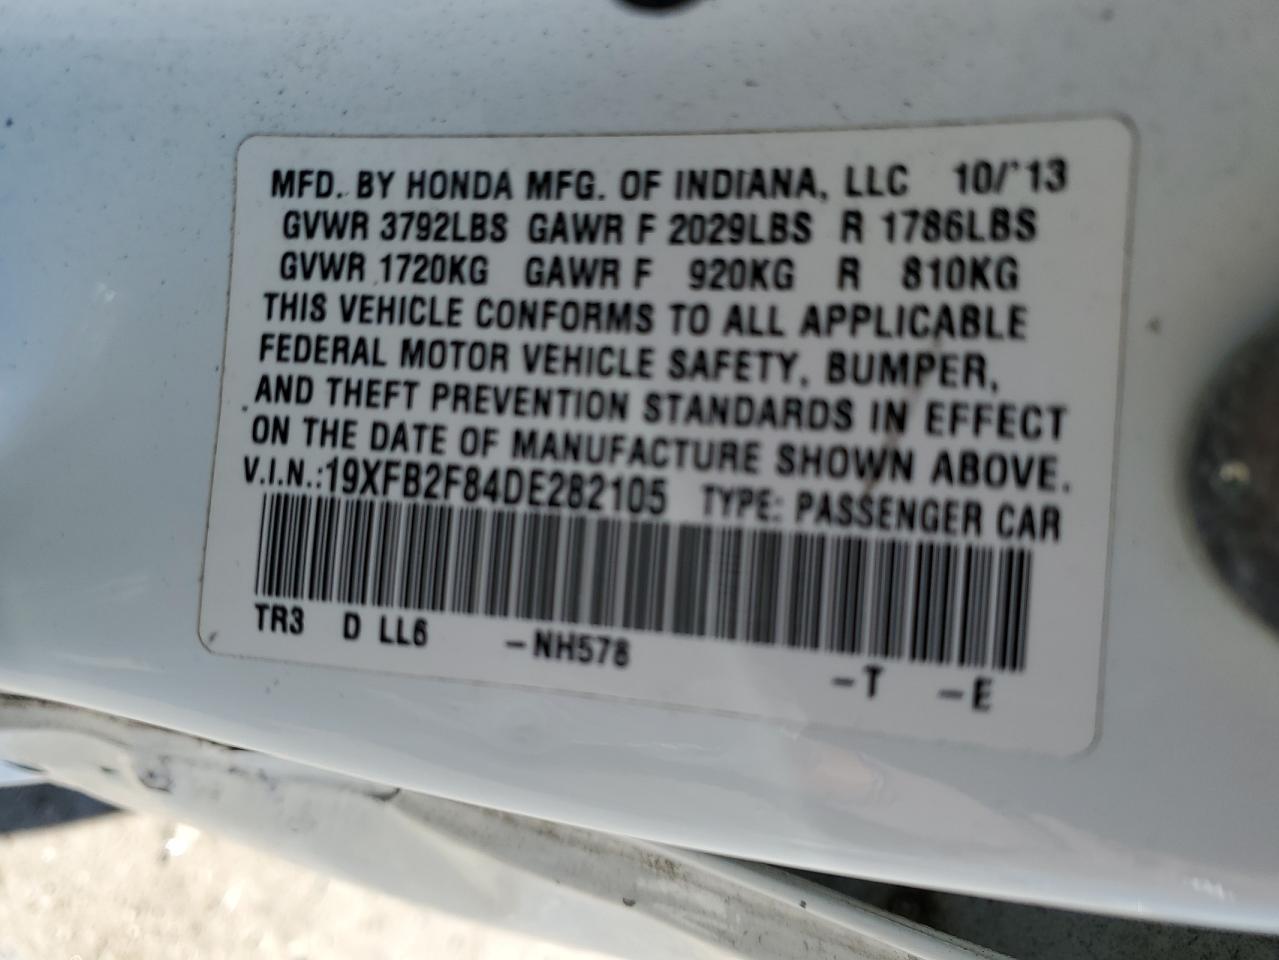 MFD. BY HONDA MFG. OF INDIANA, LLC 10/'13
GVWR 3792LBS GAWR F 2029LBS R 1786LBS
GVWR 1720KG GAWR F 920KG R 810KG
THIS VEHICLE CONFORMS TO ALL APPLICABLE
FEDERAL MOTOR VEHICLE SAFETY, BUMPER,
AND THEFT PREVENTION STANDARDS IN EFFECT
ON THE DATE OF MANUFACTURE SHOWN ABOVE.
V.I.N.:19XFB2F84DE282105 TYPE: PASSENGER CAR
TR3 D LL6 -NH578 -T -E